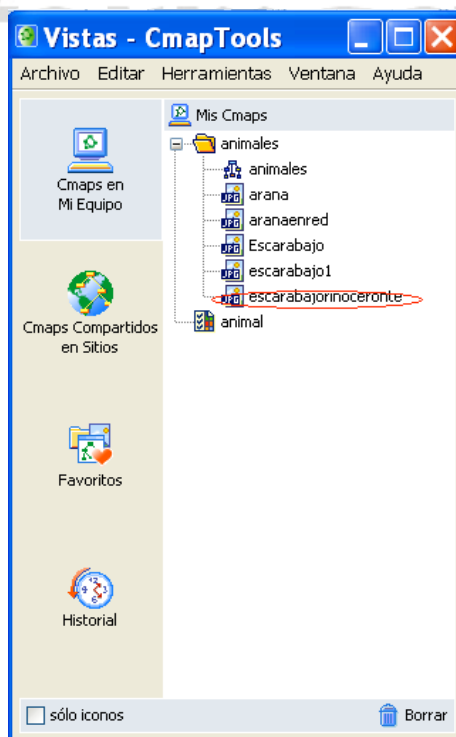 Vistas - CmapTools
Archivo Editar Herramientas Ventana Ayuda
Mis Cmaps
animales
animales
arana
aranaenred
Escarabajo
escarabajo1
escarabajorinoceronte
animal
Cmaps en
Mi Equipo
Cmaps Compartidos
en Sitios
Favoritos
Historial
sólo iconos
Borrar